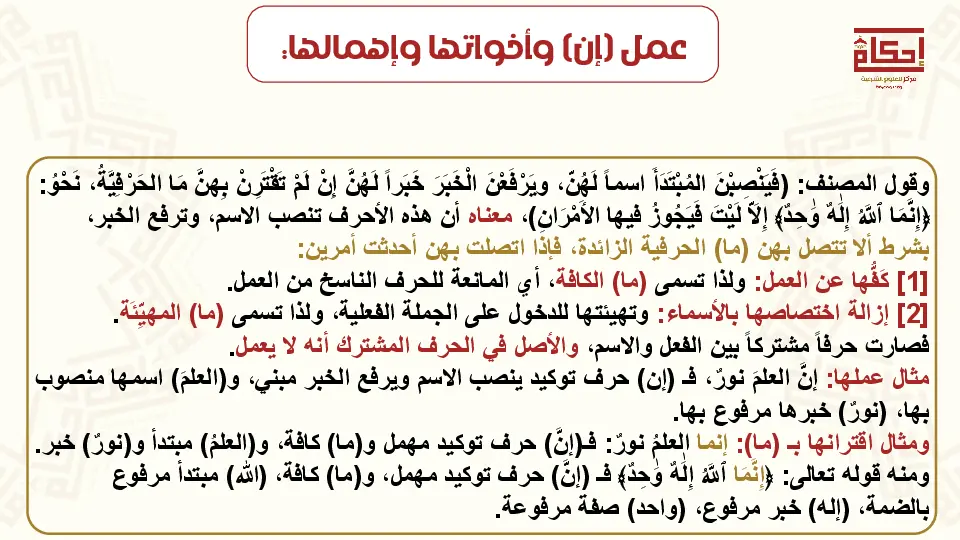 عمل (إن) وأخواتها وإهمالها:
إحكام
مركز للعلوم الشرعية
وقول المصنف: (فَيَنْصِبْنَ المُبْتَدَأَ اسماً لَهُنّ، ويَرْفَعْنَ الْخَبَرَ خَبَراً لَهُنَّ إِنْ لَمْ تَقْتَرِنْ بِهِنَّ مَا الحَرْفِيَّةُ، نَحْوُ:
﴿إِنَّمَا ٱللَّهُ إِلَٰهٌ وَٰحِدٌ﴾ إِلاَّ لَيْتَ فَيَجُوزُ فيها الأَمْرَانِ)، معناه أن هذه الأحرف تنصب الاسم، وترفع الخبر،
بشرط ألا تتصل بهن (ما) الحرفية الزائدة، فإذا اتصلت بهن أحدثت أمرين:
[1] كَفُّها عن العمل: ولذا تسمى (ما) الكافة، أي المانعة للحرف الناسخ من العمل.
[2] إزالة اختصاصها بالأسماء: وتهيئتها للدخول على الجملة الفعلية، ولذا تسمى (ما) المهيِّئَة.
فصارت حرفاً مشتركاً بين الفعل والاسم، والأصل في الحرف المشترك أنه لا يعمل.
مثال عملها: إنَّ العلمَ نورٌ، فـ (إن) حرف توكيد ينصب الاسم ويرفع الخبر مبني، و(العلمَ) اسمها منصوب
بها، (نورٌ) خبرها مرفوع بها.
ومثال اقترانها بـ (ما): إنما العلمُ نورٌ: فـ(إنَّ) حرف توكيد مهمل و(ما) كافة، و(العلمُ) مبتدأ و(نورٌ) خبر.
ومنه قوله تعالى: ﴿إِنَّمَا ٱللَّهُ إِلَٰهٌ وَٰحِدٌ﴾ فـ (إنَّ) حرف توكيد مهمل، و(ما) كافة، (الله) مبتدأ مرفوع
بالضمة، (إله) خبر مرفوع، (واحد) صفة مرفوعة.